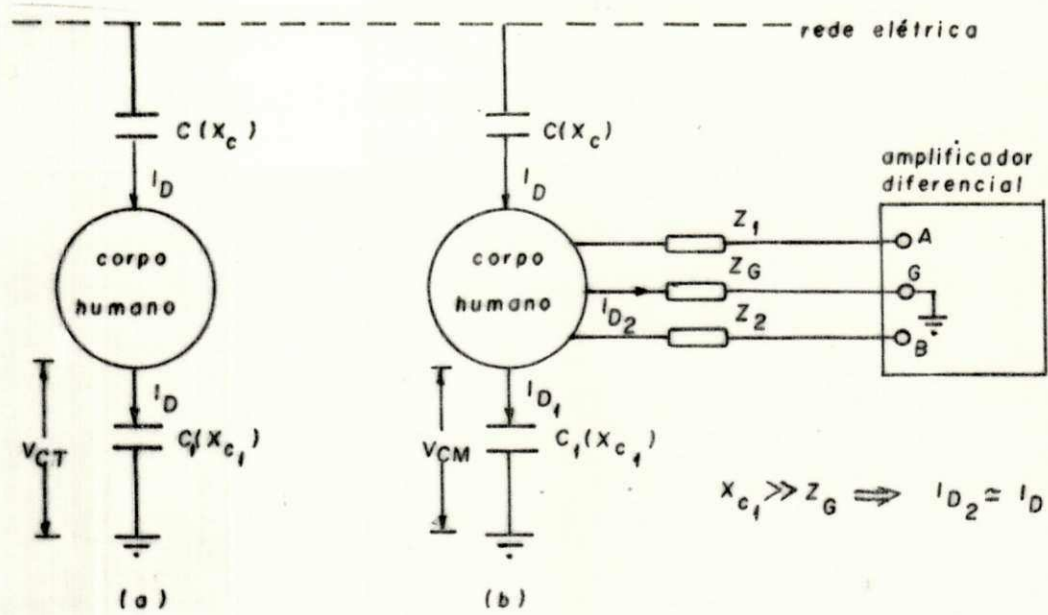 rede elétrica
C(Xc)
ID
corpo
humano
ID
VCT
C1(Xc1)
(a)
C(Xc)
ID
corpo
humano
Z1
ZG
ID2
Z2
amplificador
diferencial
A
G
B
ID1
VCM
C1(Xc1)
Xc1 >> ZG ⟹ ID2 ≃ ID
(b)